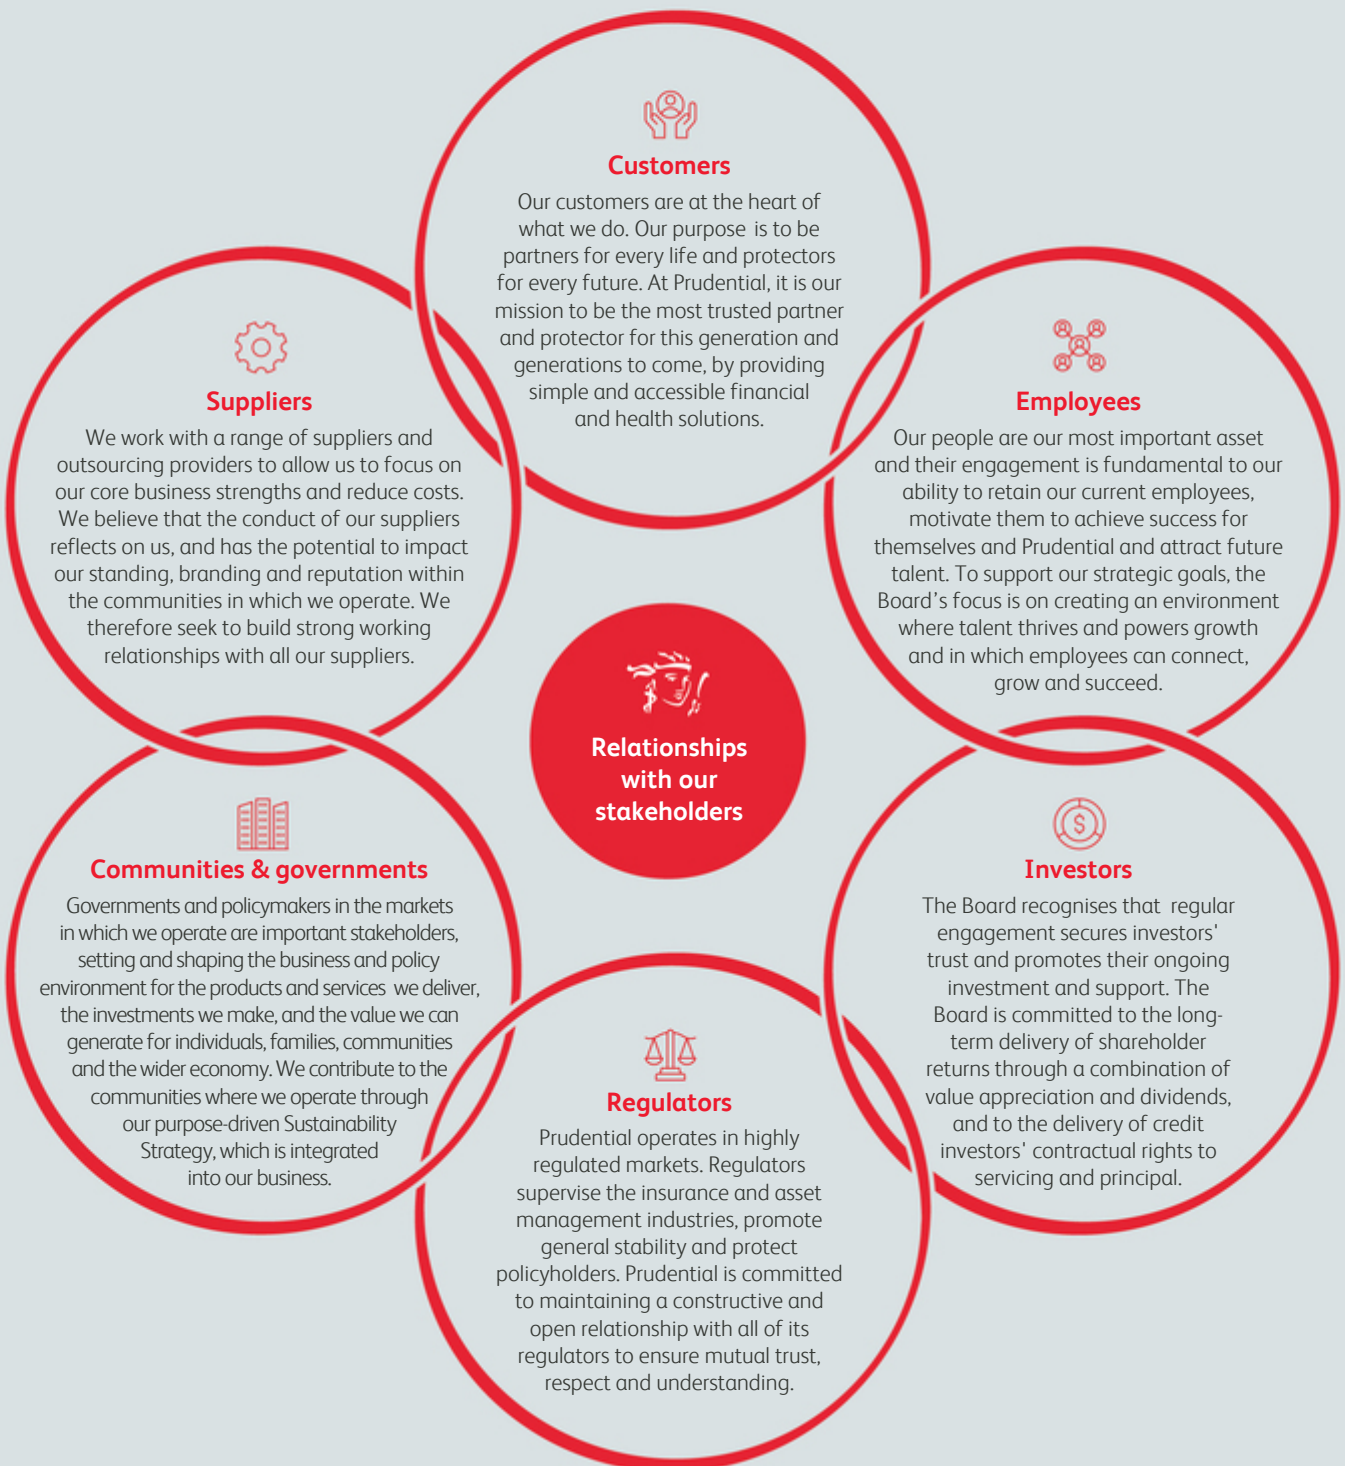 Customers
Our customers are at the heart of
what we do. Our purpose is to be
partners for every life and protectors
for every future. At Prudential, it is our
mission to be the most trusted partner
and protector for this generation and
generations to come, by providing
simple and accessible financial
and health solutions.
Suppliers
We work with a range of suppliers and
outsourcing providers to allow us to focus on
our core business strengths and reduce costs.
We believe that the conduct of our suppliers
reflects on us, and has the potential to impact
our standing, branding and reputation within
the communities in which we operate. We
therefore seek to build strong working
relationships with all our suppliers.
Employees
Our people are our most important asset
and their engagement is fundamental to our
ability to retain our current employees,
motivate them to achieve success for
themselves and Prudential and attract future
talent. To support our strategic goals, the
Board's focus is on creating an environment
where talent thrives and powers growth
and in which employees can connect,
grow and succeed.
Relationships
with our
stakeholders
Communities & governments
Governments and policymakers in the markets
in which we operate are important stakeholders,
setting and shaping the business and policy
environment for the products and services we deliver,
the investments we make, and the value we can
generate for individuals, families, communities
and the wider economy. We contribute to the
communities where we operate through
our purpose-driven Sustainability
Strategy, which is integrated
into our business.
Investors
The Board recognises that regular
engagement secures investors'
trust and promotes their ongoing
investment and support. The
Board is committed to the long-
term delivery of shareholder
returns through a combination of
value appreciation and dividends,
and to the delivery of credit
investors' contractual rights to
servicing and principal.
Regulators
Prudential operates in highly
regulated markets. Regulators
supervise the insurance and asset
management industries, promote
general stability and protect
policyholders. Prudential is committed
to maintaining a constructive and
open relationship with all of its
regulators to ensure mutual trust,
respect and understanding.